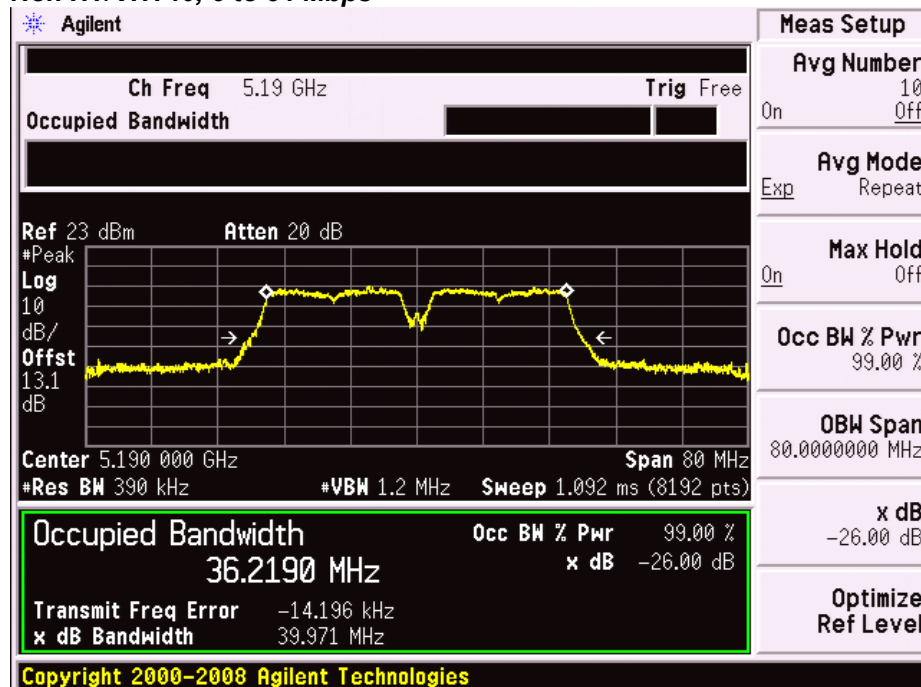 Agilent
Meas Setup
Ch Freq 5.19 GHz Trig Free
Occupied Bandwidth
Avg Number
10
On Off
Avg Mode
Exp Repeat
Ref 23 dBm Atten 20 dB
#Peak
Log
10
dB/
Offst
13.1
dB
Max Hold
On Off
Occ BW % Pwr
99.00 %
OBW Span
80.0000000 MHz
Center 5.190 000 GHz Span 80 MHz
#Res BW 390 kHz #VBW 1.2 MHz Sweep 1.092 ms (8192 pts)
x dB
-26.00 dB
Occupied Bandwidth Occ BW % Pwr 99.00 %
36.2190 MHz x dB -26.00 dB
Transmit Freq Error -14.196 kHz
x dB Bandwidth 39.971 MHz
Optimize
Ref Level
Copyright 2000-2008 Agilent Technologies